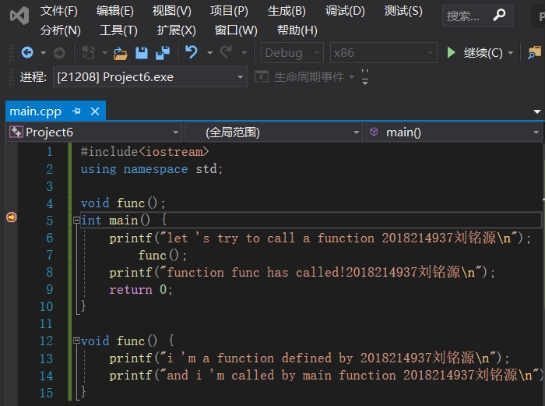 文件(F) 编辑(E) 视图(V) 项目(P) 生成(B) 调试(D) 测试(S) 搜索...
分析(N) 工具(T) 扩展(X) 窗口(W) 帮助(H)
Debug x86 继续(C)
进程: [21208] Project6.exe 生命周期事件
main.cpp
Project6 (全局范围) main()
1 #include<iostream>
2 using namespace std;
3
4 void func();
5 int main() {
6 printf("let 's try to call a function 2018214937刘铭源\n");
7 func();
8 printf("function func has called!2018214937刘铭源\n");
9 return 0;
10 }
11
12 void func() {
13 printf("i 'm a function defined by 2018214937刘铭源\n");
14 printf("and i 'm called by main function 2018214937刘铭源\n")
15 }